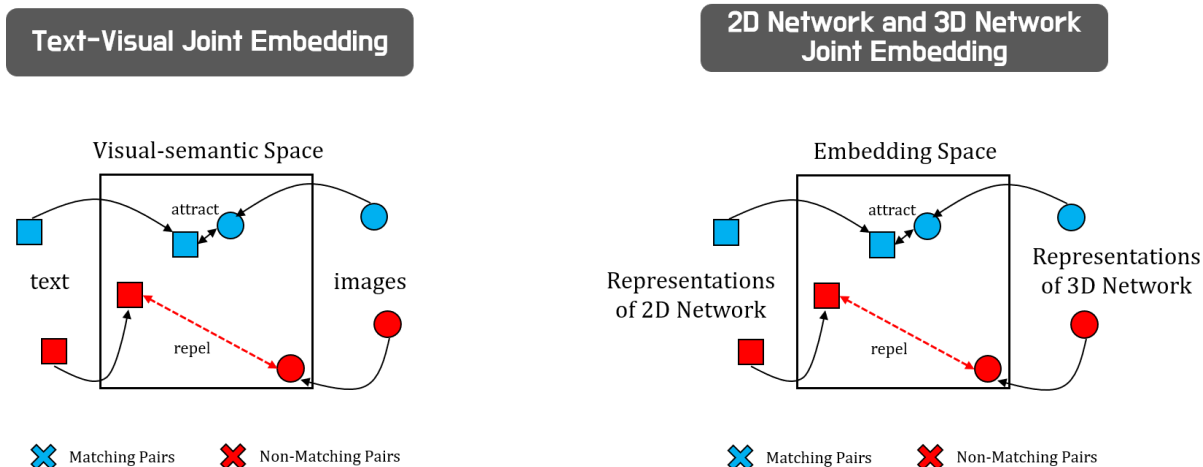 Text-Visual Joint Embedding
Visual-semantic Space
attract
text
images
repel
Matching Pairs
Non-Matching Pairs
2D Network and 3D Network
Joint Embedding
Embedding Space
attract
Representations
of 2D Network
Representations
of 3D Network
repel
Matching Pairs
Non-Matching Pairs